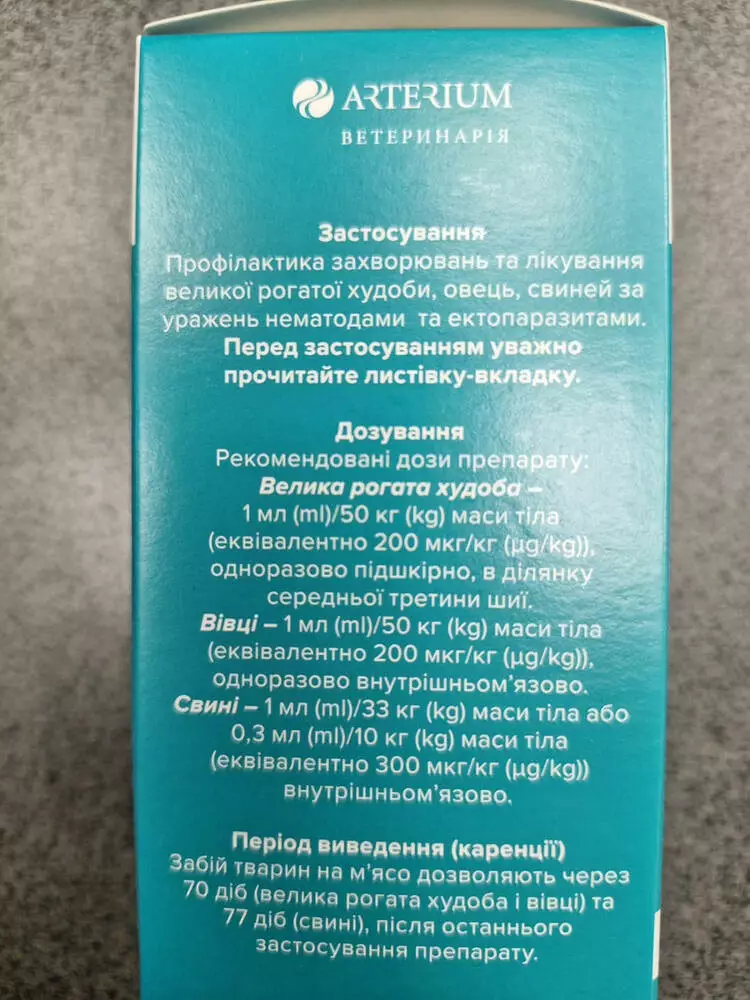 ARTERIUM
ВЕТЕРИНАРІЯ
Застосування
Профілактика захворювань та лікування
великої рогатої худоби, овець, свиней за
уражень нематодами та ектопаразитами.
Перед застосуванням уважно
прочитайте листівку-вкладку.
Дозування
Рекомендовані дози препарату:
Велика рогата худоба –
1 мл (ml)/50 кг (kg) маси тіла
(еквівалентно 200 мкг/кг (µg/kg)),
одноразово підшкірно, в ділянку
середньої третини шиї.
Вівці – 1 мл (ml)/50 кг (kg) маси тіла
(еквівалентно 200 мкг/кг (µg/kg)),
одноразово внутрішньом’язово.
Свині – 1 мл (ml)/33 кг (kg) маси тіла або
0,3 мл (ml)/10 кг (kg) маси тіла
(еквівалентно 300 мкг/кг (µg/kg))
внутрішньом’язово.
Період виведення (каренції)
Забій тварин на м’ясо дозволяють через
70 діб (велика рогата худоба і вівці) та
77 діб (свині), після останнього
застосування препарату.